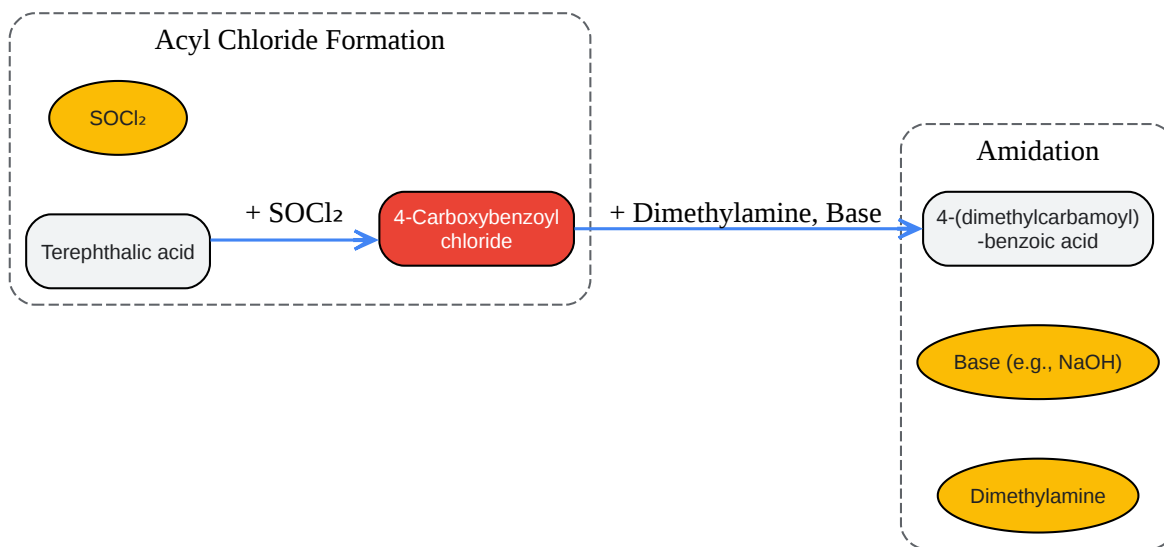 Acyl Chloride Formation
SOCl₂
Terephthalic acid
+ SOCl₂
4-Carboxybenzoyl
chloride
+ Dimethylamine, Base
Amidation
4-(dimethylcarbamoyl)
-benzoic acid
Base (e.g., NaOH)
Dimethylamine